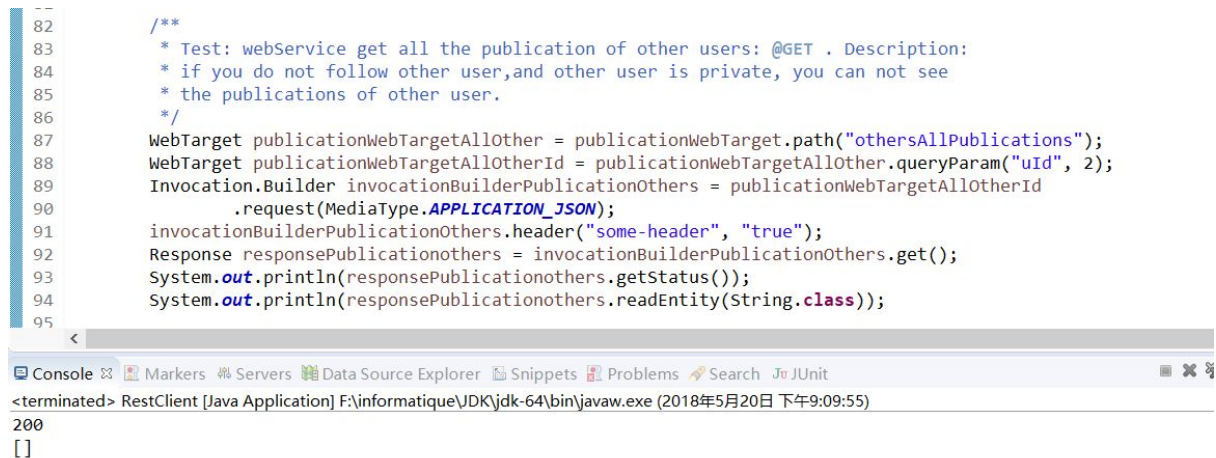 82 /**
83 * Test: webService get all the publication of other users: @GET . Description:
84 * if you do not follow other user,and other user is private, you can not see
85 * the publications of other user.
86 */
87 WebTarget publicationWebTargetAllOther = publicationWebTarget.path("othersAllPublications");
88 WebTarget publicationWebTargetAllOtherId = publicationWebTargetAllOther.queryParam("uId", 2);
89 Invocation.Builder invocationBuilderPublicationOthers = publicationWebTargetAllOtherId
90 .request(MediaType.APPLICATION_JSON);
91 invocationBuilderPublicationOthers.header("some-header", "true");
92 Response responsePublicationothers = invocationBuilderPublicationOthers.get();
93 System.out.println(responsePublicationothers.getStatus());
94 System.out.println(responsePublicationothers.readEntity(String.class));
95
Console Markers Servers Data Source Explorer Snippets Problems Search JUnit
<terminated> RestClient [Java Application] F:\informatique\JDK\jdk-64\bin\javaw.exe (2018年5月20日 下午9:09:55)
200
[]